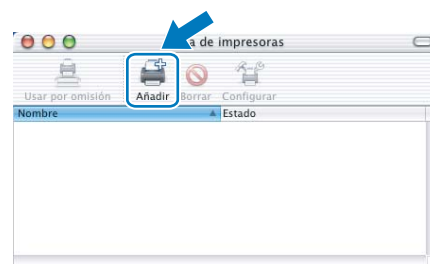 a de impresoras
Usar por omisión Añadir Borrar Configurar
Nombre Estado